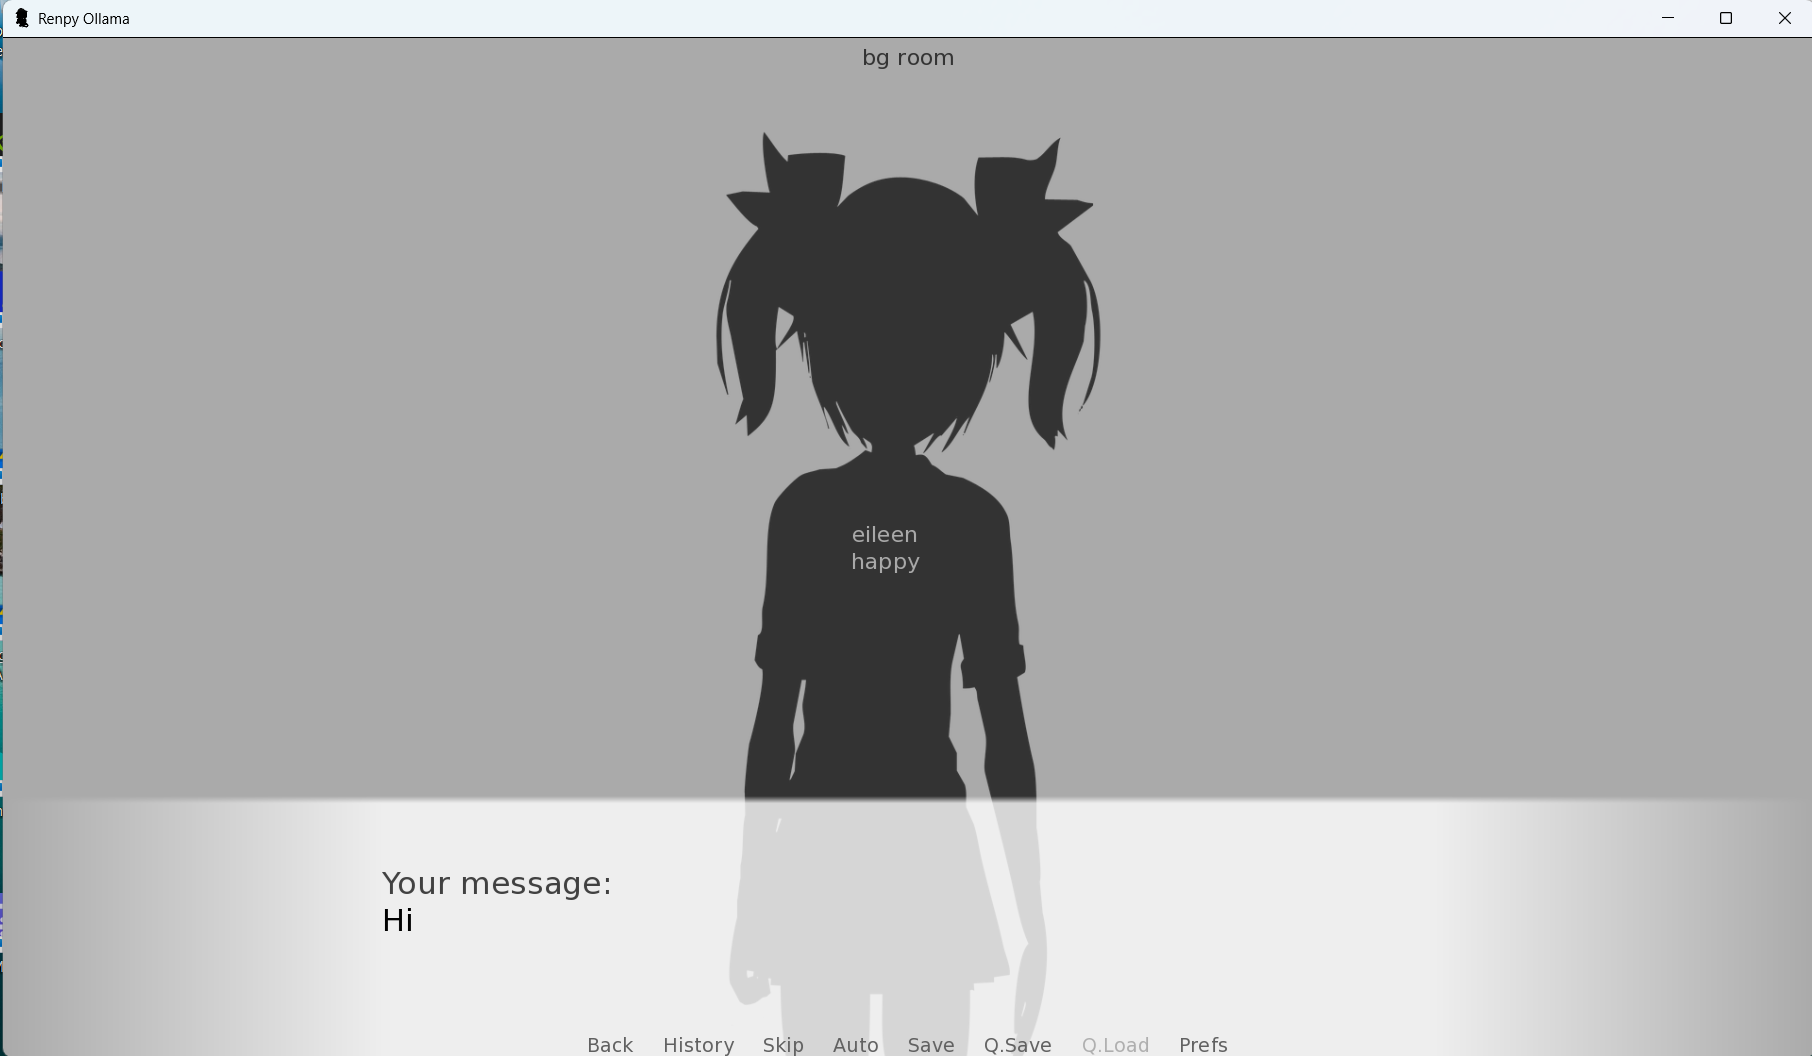 Renpy Ollama
bg room
eileen
happy
Your message:
Hi
Back History Skip Auto Save Q.Save Q.Load Prefs